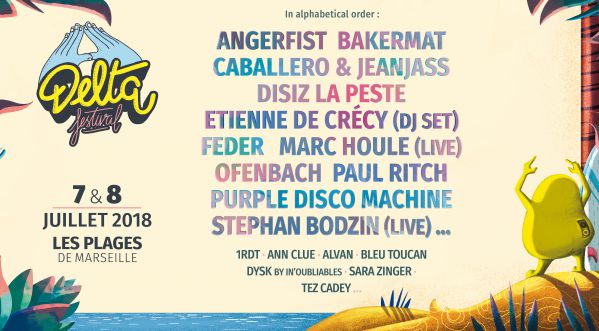 Delta
festival
7 & 8
JUILLET 2018
LES PLAGES
DE MARSEILLE
In alphabetical order :
ANGERFIST BAKERMAT
CABALLERO & JEANJASS
DISIZ LA PESTE
ETIENNE DE CRÉCY (DJ SET)
FEDER MARC HOULE (LIVE)
OFENBACH PAUL RITCH
PURPLE DISCO MACHINE
STEPHAN BODZIN (LIVE) ...
1RDT · ANN CLUE · ALVAN · BLEU TOUCAN
DYSK BY IN'OUBLIABLES · SARA ZINGER ·
TEZ CADEY ...